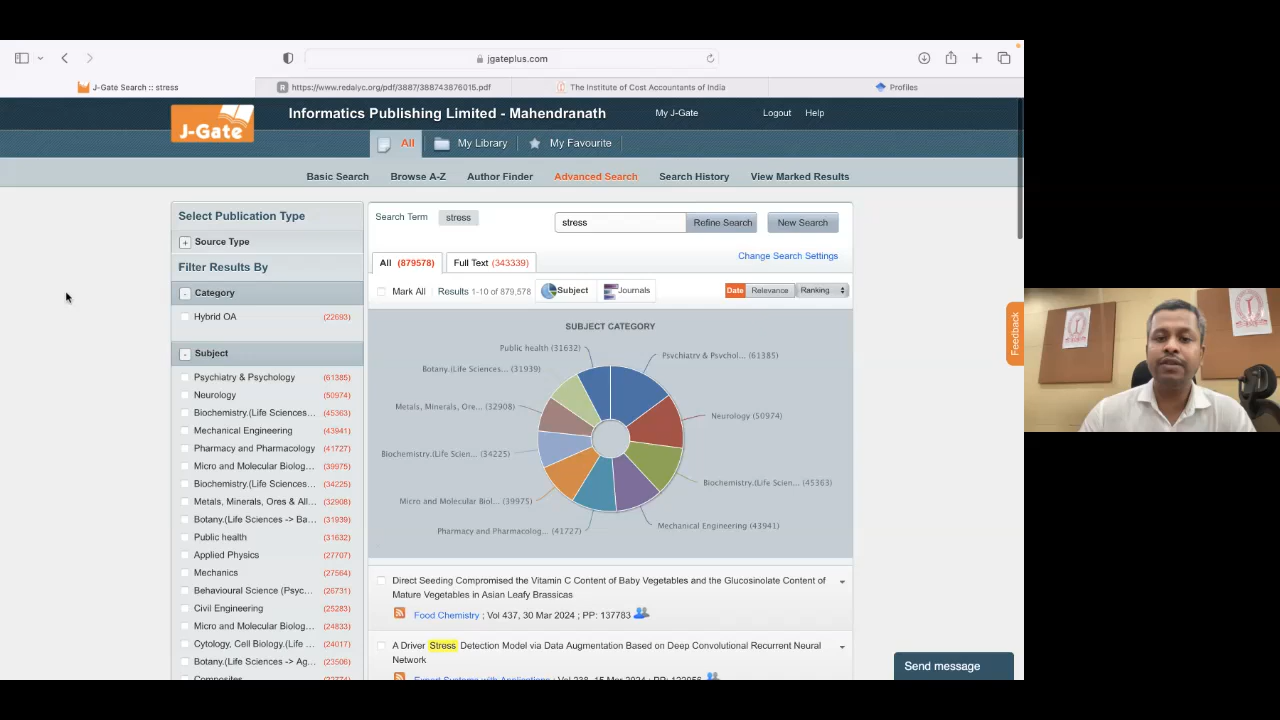 jgateplus.com
J-Gate Search :: stress
R https://www.redalyc.org/pdf/3887/388743876015.pdf
The Institute of Cost Accountants of India
Profiles
J-Gate
Informatics Publishing Limited - Mahendranath
My J-Gate
Logout
Help
All
My Library
My Favourite
Basic Search
Browse A-Z
Author Finder
Advanced Search
Search History
View Marked Results
Select Publication Type
Source Type
Filter Results By
Category
Hybrid OA (22693)
Subject
Psychiatry & Psychology (61385)
Neurology (50974)
Biochemistry.(Life Sciences... (45363)
Mechanical Engineering (43941)
Pharmacy and Pharmacology (41727)
Micro and Molecular Biolog... (39975)
Biochemistry.(Life Sciences... (34225)
Metals, Minerals, Ores & All... (32908)
Botany.(Life Sciences -> Ba... (31939)
Public health (31632)
Applied Physics (27707)
Mechanics (27564)
Behavioural Science (Psyc... (26731)
Civil Engineering (25283)
Micro and Molecular Biolog... (24833)
Cytology, Cell Biology.(Life ... (24017)
Botany.(Life Sciences -> Ag... (23506)
Composites
Search Term
stress
stress
Refine Search
New Search
All (879578)
Full Text (343339)
Change Search Settings
Mark All
Results 1-10 of 879,578
Subject
Journals
Date
Relevance
Ranking
SUBJECT CATEGORY
Public health (31632)
Psychiatry & Psychol... (61385)
Botany.(Life Sciences... (31939)
Metals, Minerals, Ore... (32908)
Neurology (50974)
Biochemistry.(Life Scien... (34225)
Biochemistry.(Life Scien... (45363)
Micro and Molecular Biol... (39975)
Mechanical Engineering (43941)
Pharmacy and Pharmacolog... (41727)
Direct Seeding Compromised the Vitamin C Content of Baby Vegetables and the Glucosinolate Content of
Mature Vegetables in Asian Leafy Brassicas
Food Chemistry ; Vol 437, 30 Mar 2024 ; PP: 137783
A Driver Stress Detection Model via Data Augmentation Based on Deep Convolutional Recurrent Neural
Network
Expert Systems with Applications ; Vol 238, 15 Mar 2024 ; PP: 122056
Feedback
Send message